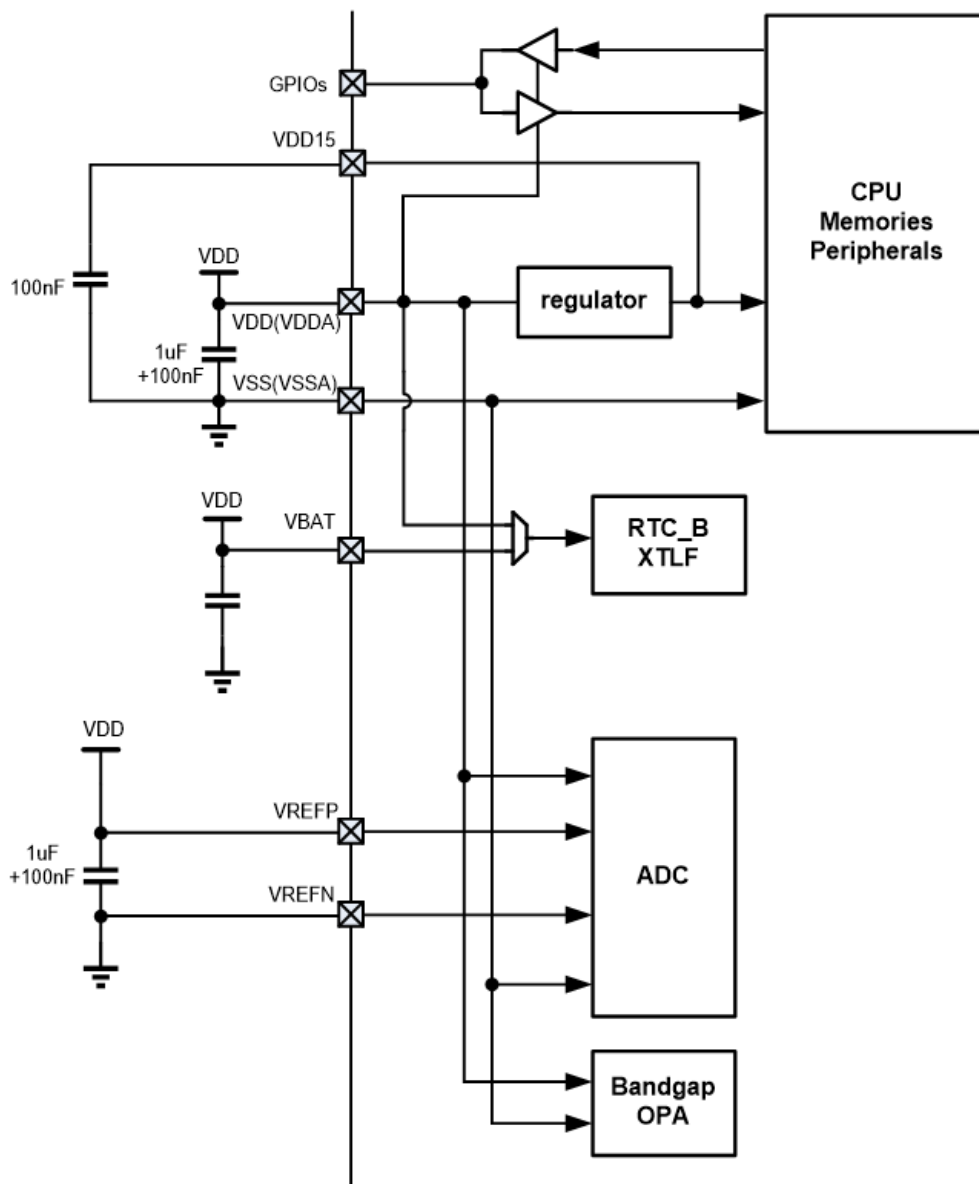 GPIOs
VDD15
CPU
Memories
Peripherals
VDD
100nF
regulator
VDD(VDDA)
1uF
+100nF
VSS(VSSA)
VDD
VBAT
RTC_B
XTLF
VDD
VREFP
1uF
+100nF
ADC
VREFN
Bandgap
OPA